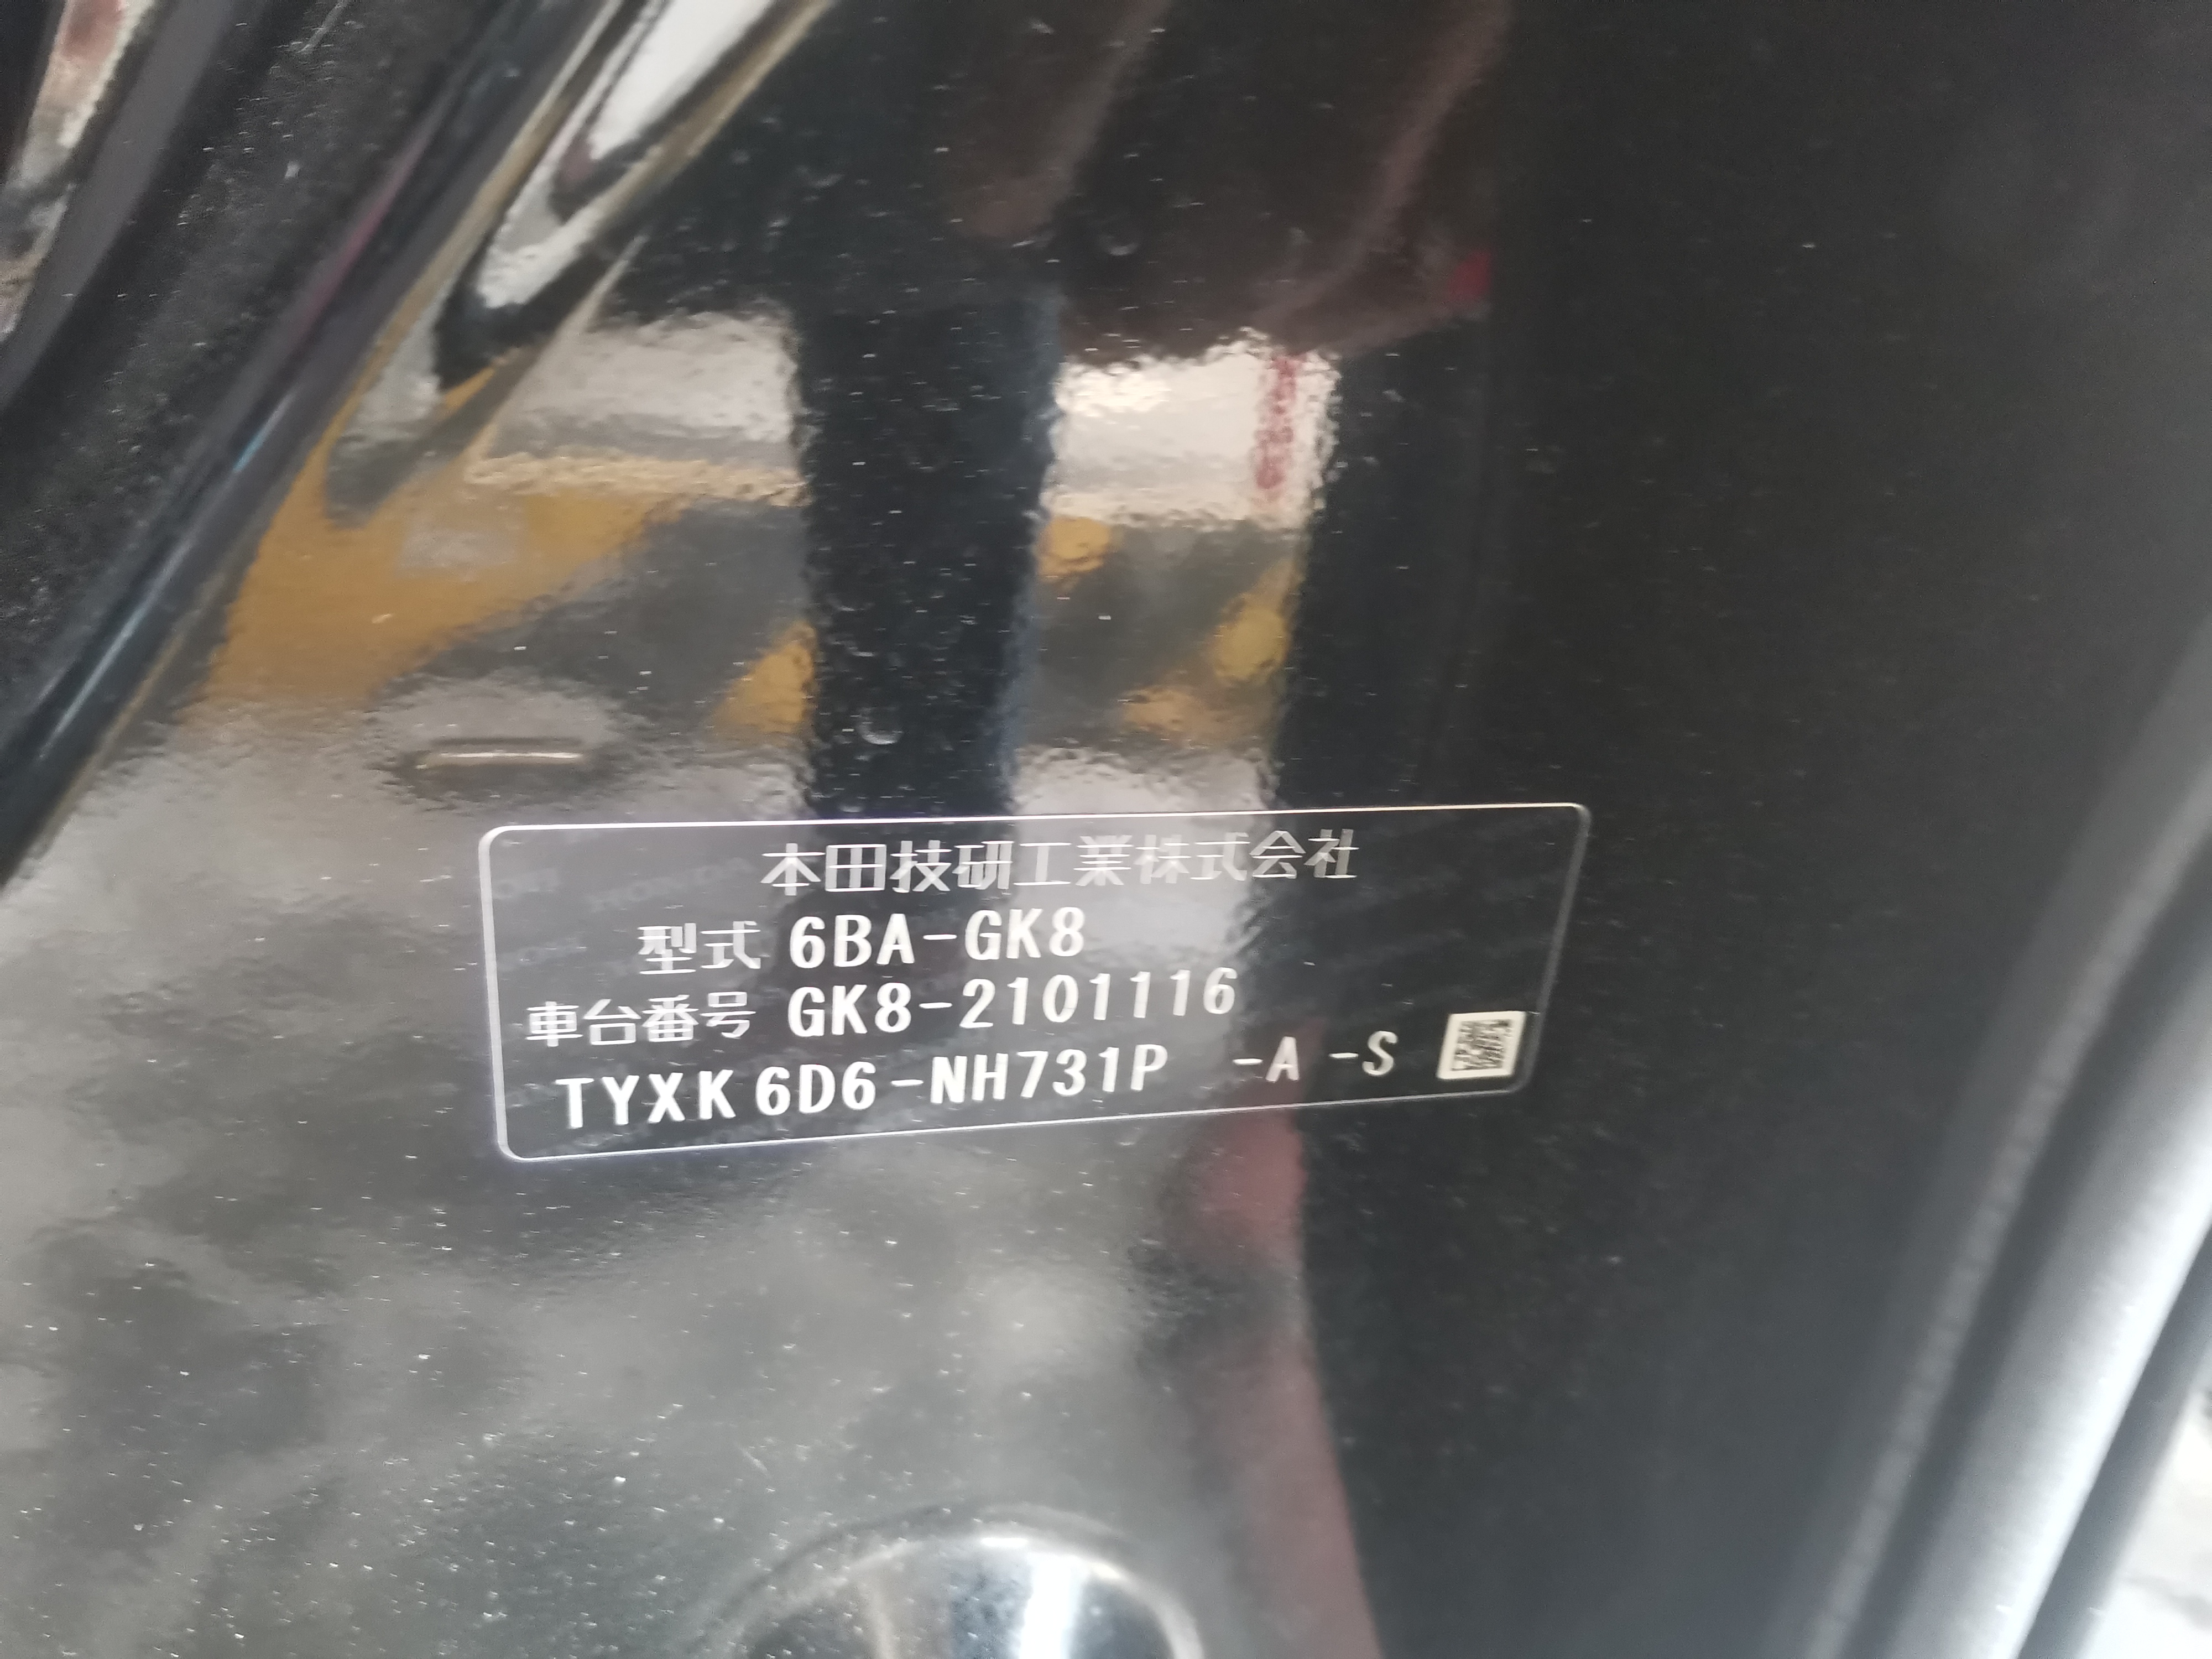 本田技研工業株式会社
型式 6BA-GK8
車台番号 GK8-2101116
TYXK 6D6-NH731P -A -S